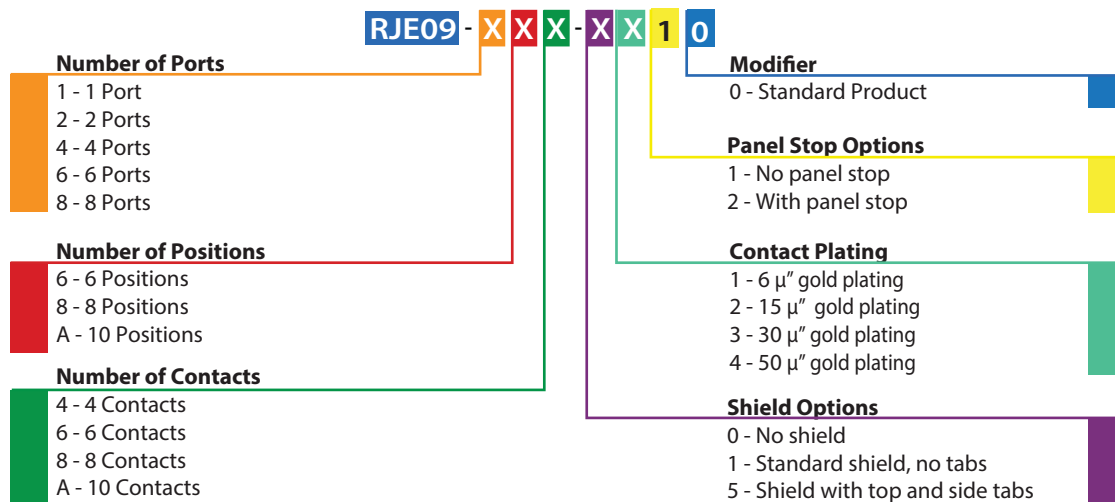 RJE09 - X X X - X X 1 0
Number of Ports
1 - 1 Port
2 - 2 Ports
4 - 4 Ports
6 - 6 Ports
8 - 8 Ports
Number of Positions
6 - 6 Positions
8 - 8 Positions
A - 10 Positions
Number of Contacts
4 - 4 Contacts
6 - 6 Contacts
8 - 8 Contacts
A - 10 Contacts
Modifier
0 - Standard Product
Panel Stop Options
1 - No panel stop
2 - With panel stop
Contact Plating
1 - 6 µ” gold plating
2 - 15 µ” gold plating
3 - 30 µ” gold plating
4 - 50 µ” gold plating
Shield Options
0 - No shield
1 - Standard shield, no tabs
5 - Shield with top and side tabs